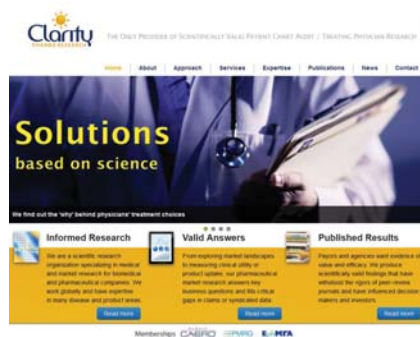 Clarity
PHARMA RESEARCH
THE ONLY PROVIDER OF SCIENTIFICALLY VALID PATIENT CHART AUDIT / TREATING PHYSICIAN RESEARCH
Home About Approach Services Expertise Publications News Contact
Solutions
based on science
We find out the 'why' behind physicians' treatment choices
Informed Research
We are a scientific research
organization specializing in medical
and market research for biomedical
and pharmaceutical companies. We
work globally and have expertise
in many disease and product areas.
Read more
Valid Answers
From exploring market landscapes
to measuring clinical utility or
product uptake, our pharmaceutical
market research answers key
business questions and fills critical
gaps in claims or syndicated data.
Read more
Published Results
Payors and agencies want evidence of
value and efficacy. We produce
scientifically valid findings that have
withstood the rigors of peer-review
journals and have influenced decision
makers and investors.
Read more
Memberships CASRO PMRG EphMRA